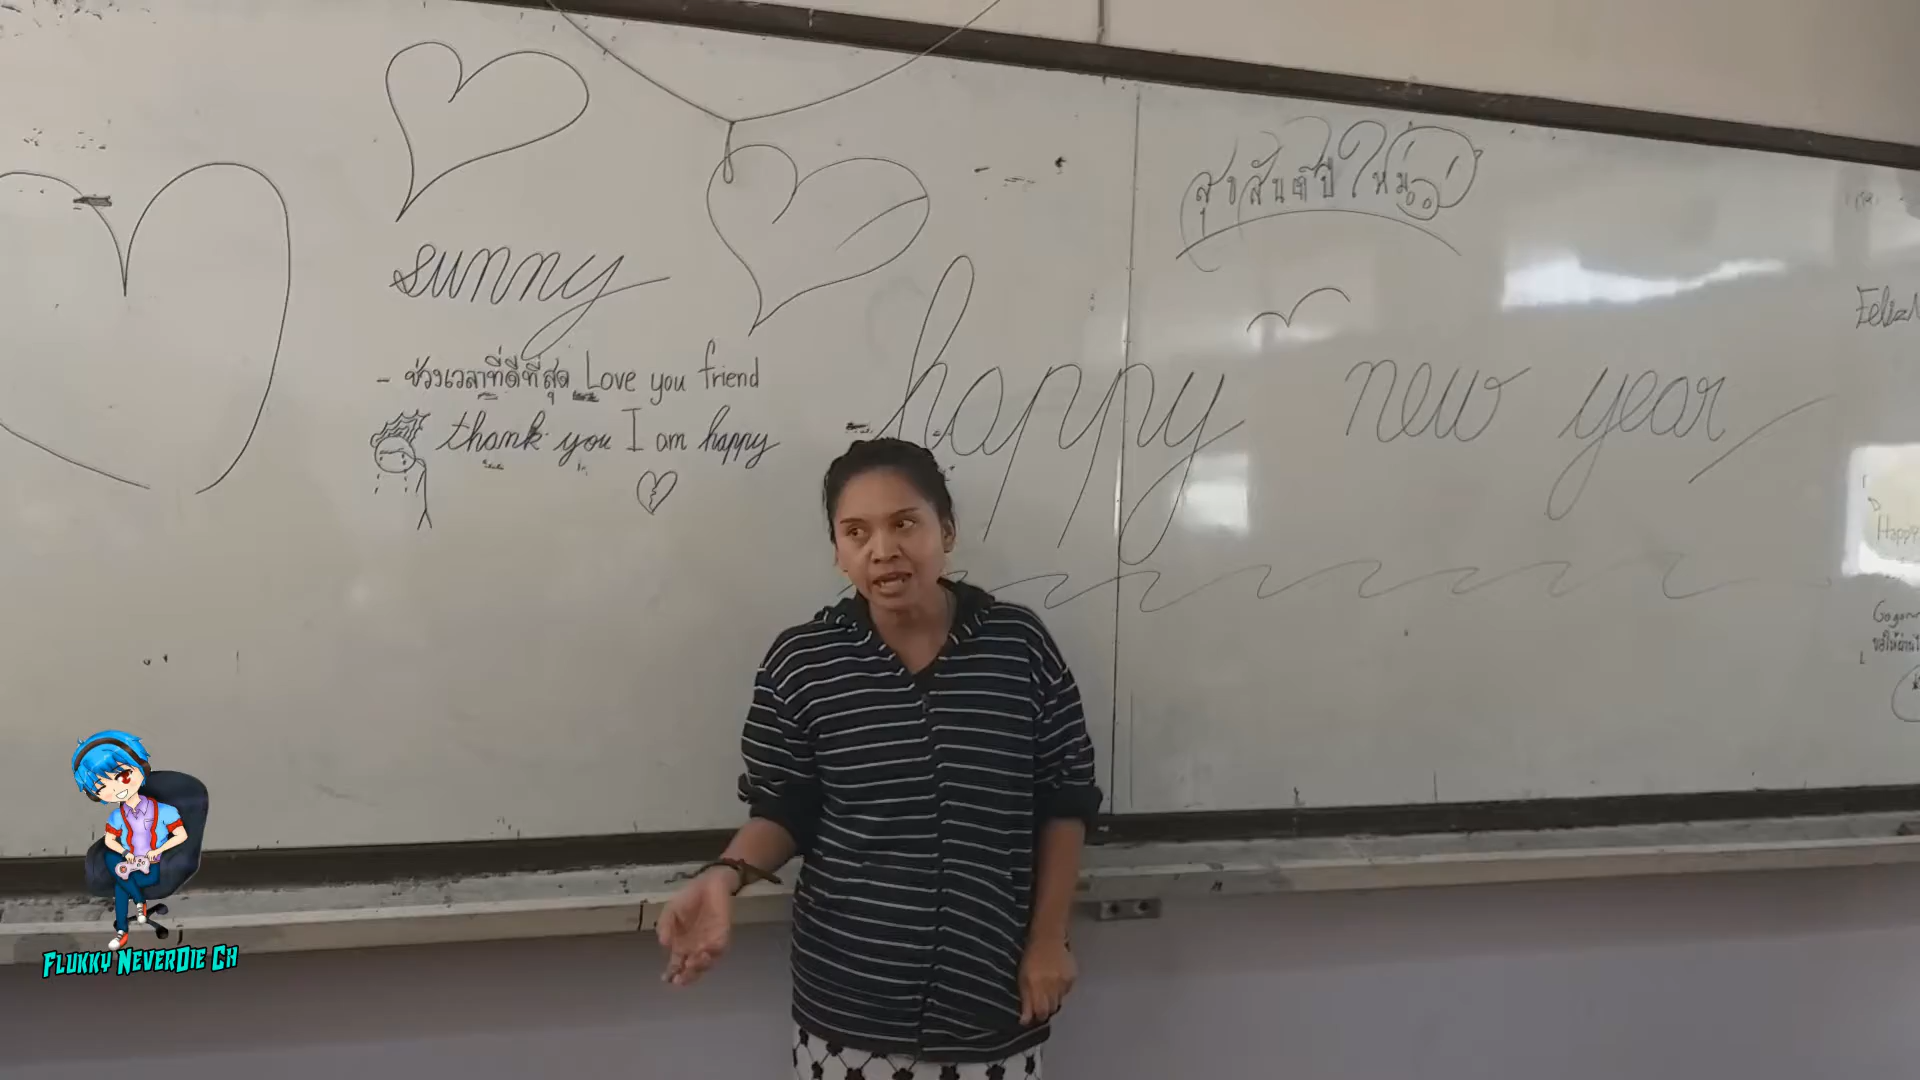 สุขสันต์ปีใหม่
sunny
- ช่วงเวลาที่ดีที่สุด Love you friend
thank you I am happy
happy new year
Happy
FLUKKY NEVERDIE CH